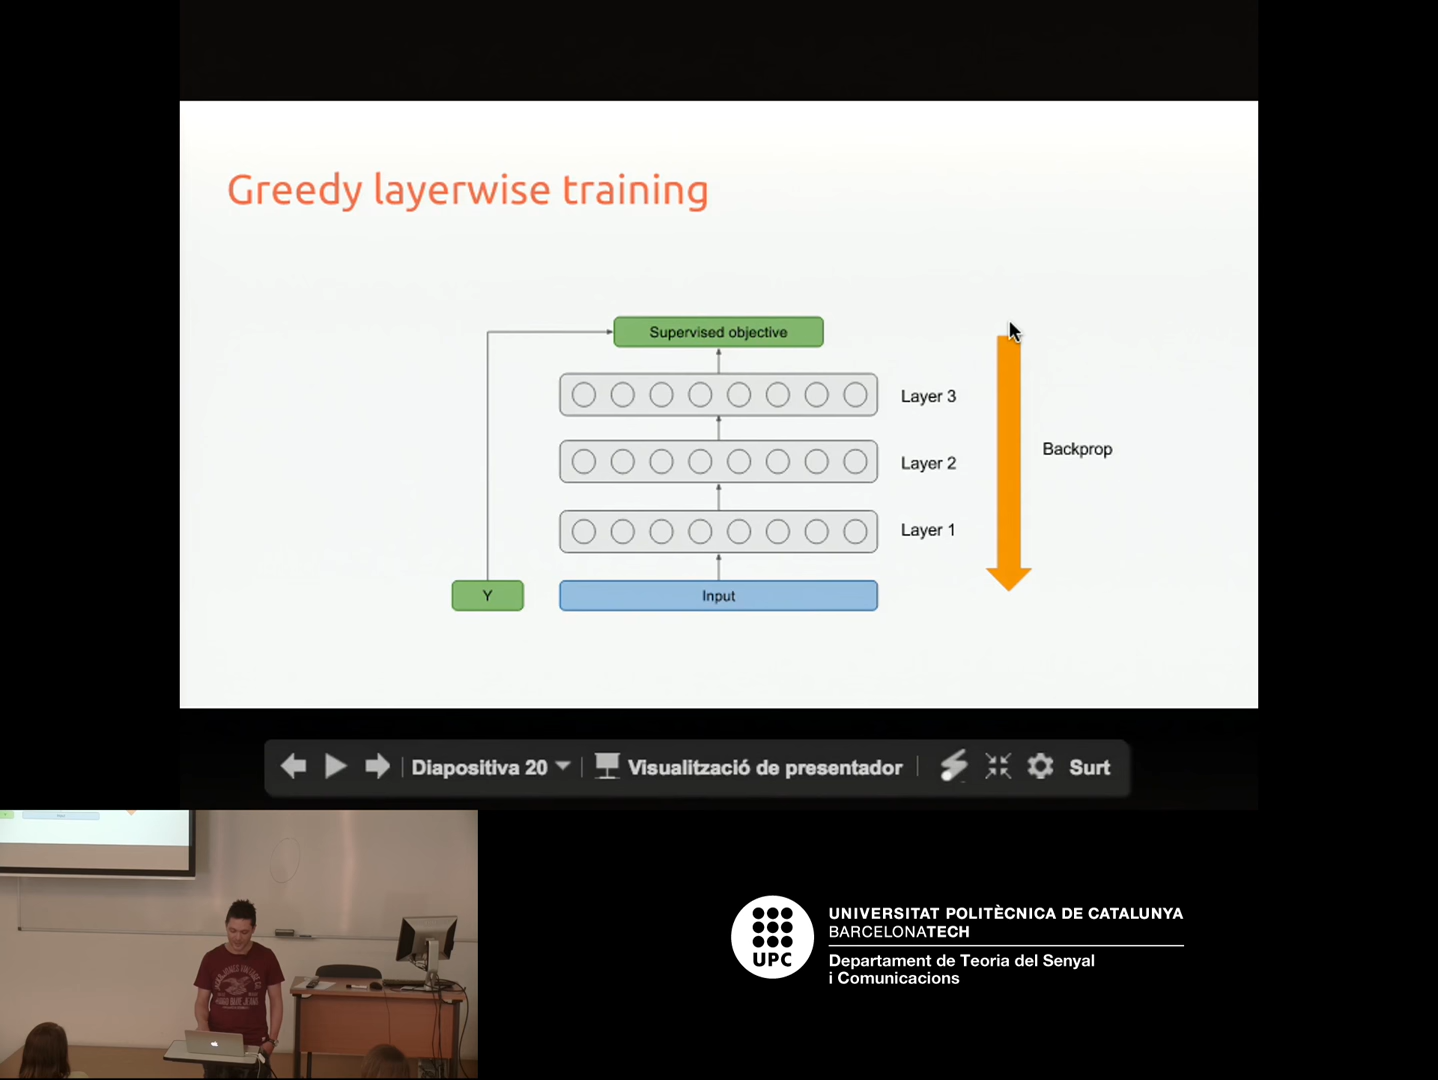 Greedy layerwise training
Supervised objective
Layer 3
Layer 2
Backprop
Layer 1
Y
Input
Diapositiva 20
Visualització de presentador
Surt
UPC
UNIVERSITAT POLITÈCNICA DE CATALUNYA
BARCELONATECH
Departament de Teoria del Senyal
i Comunicacions